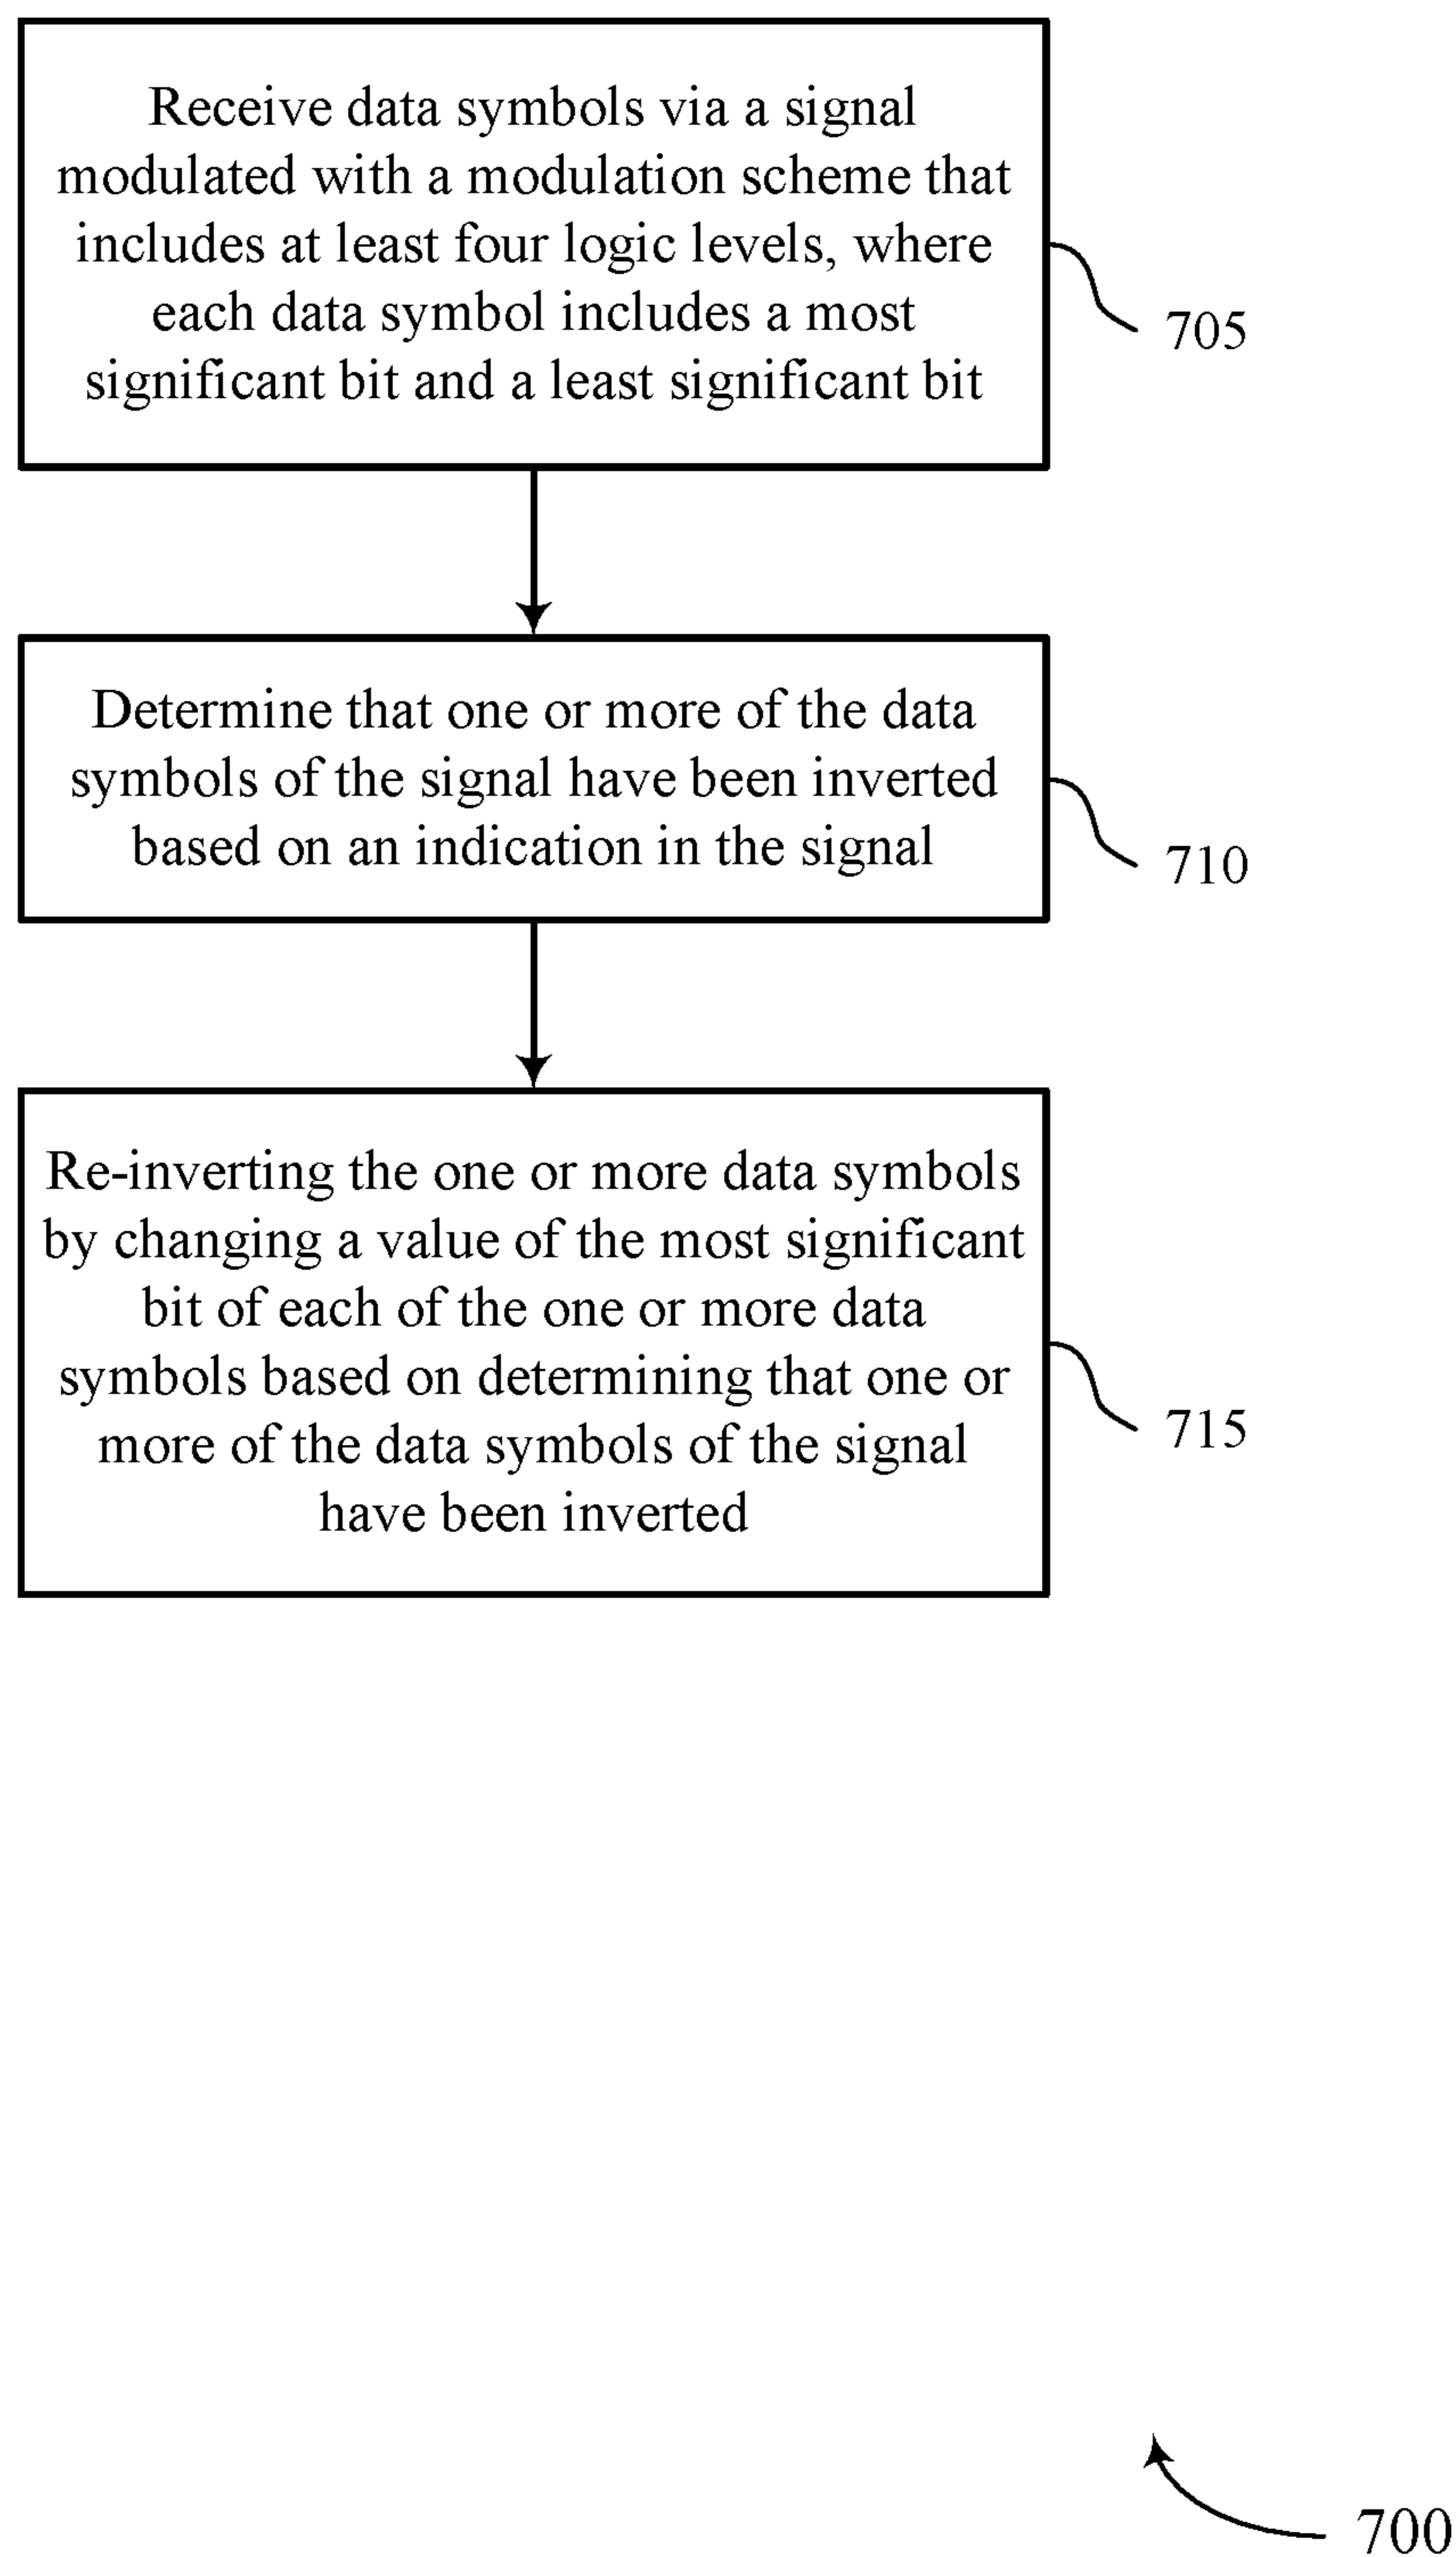 Receive data symbols via a signal
modulated with a modulation scheme that
includes at least four logic levels, where
each data symbol includes a most
significant bit and a least significant bit
705
Determine that one or more of the data
symbols of the signal have been inverted
based on an indication in the signal
710
Re-inverting the one or more data symbols
by changing a value of the most significant
bit of each of the one or more data
symbols based on determining that one or
more of the data symbols of the signal
have been inverted
715
700